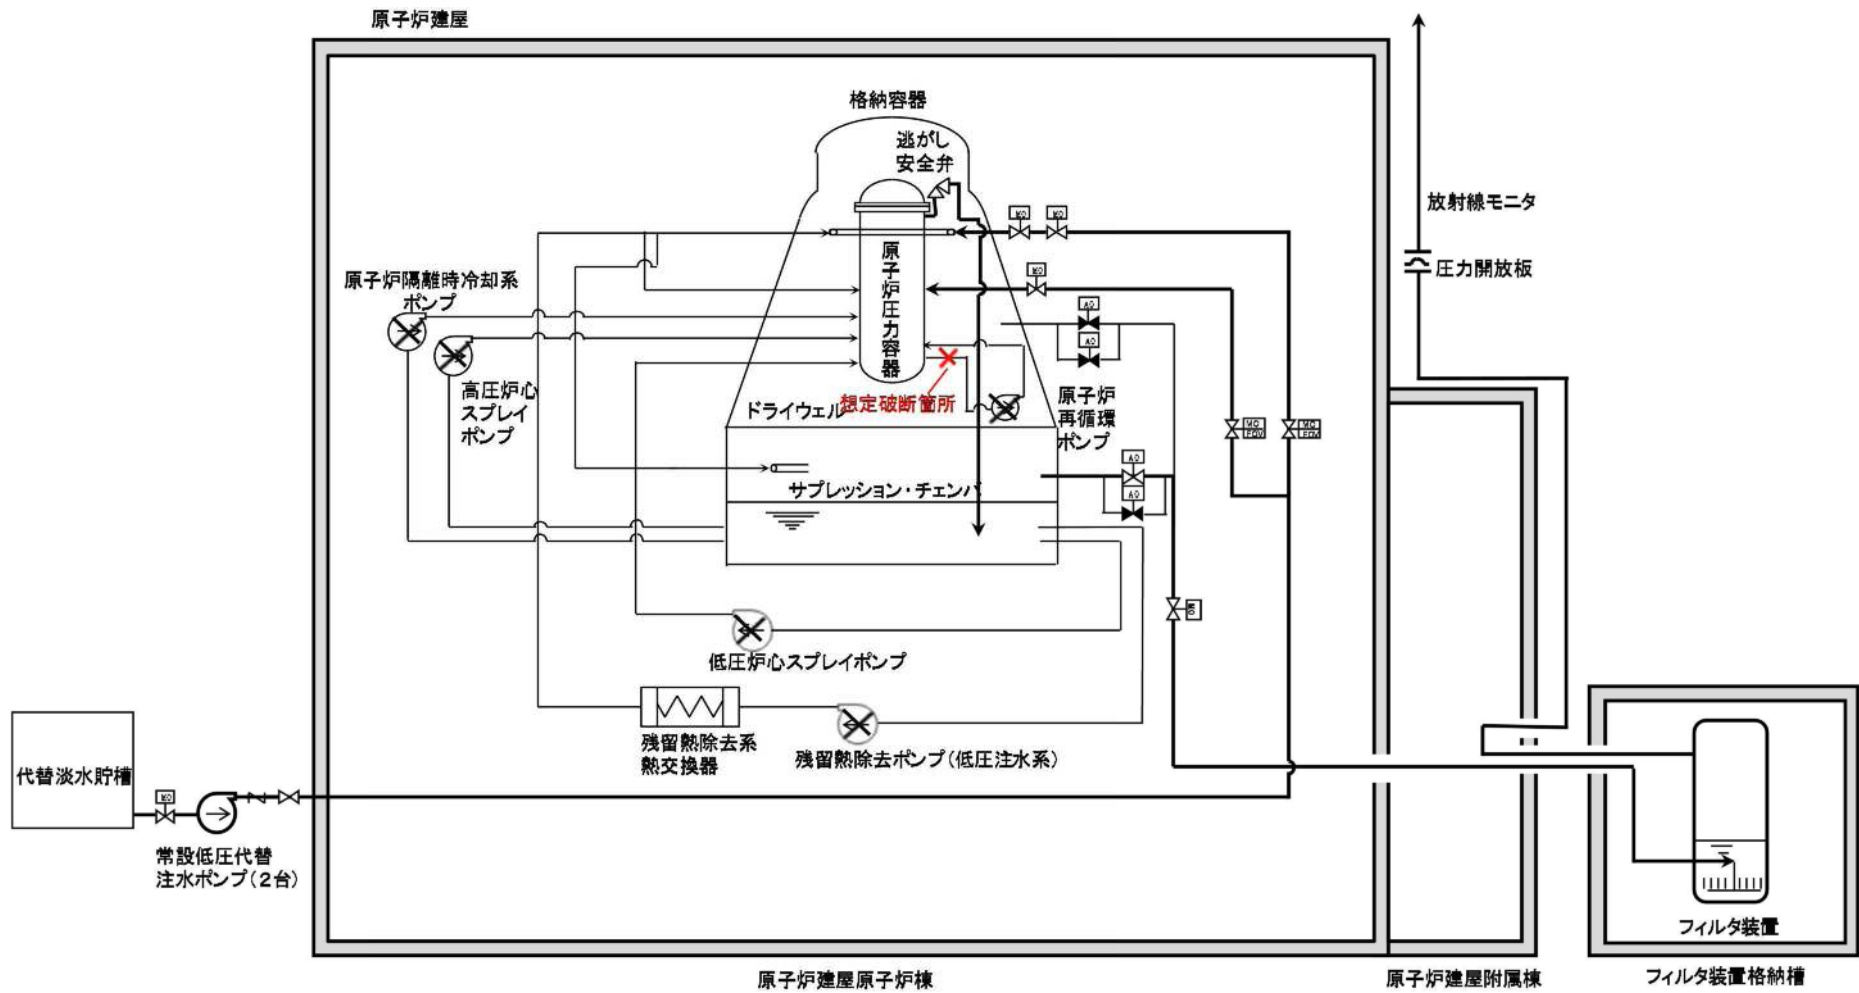 原子炉建屋
格納容器
逃がし
安全弁
MO
MO
放射線モニタ
圧力開放板
原子炉隔離時冷却系
ポンプ
原子炉圧力容器
MO
AO
AO
高圧炉心
スプレイ
ポンプ
ドライウェル
想定破断箇所
原子炉
再循環
ポンプ
MO
MO
サプレッション・チェンバ
AO
AO
MO
低圧炉心スプレイポンプ
残留熱除去系
熱交換器
残留熱除去ポンプ(低圧注水系)
代替淡水貯槽
MO
常設低圧代替
注水ポンプ(2台)
フィルタ装置
原子炉建屋原子炉棟
原子炉建屋附属棟
フィルタ装置格納槽